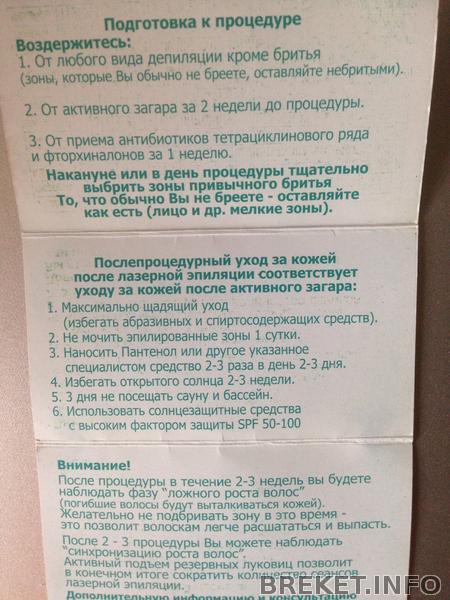 Подготовка к процедуре
Воздержитесь:
1. От любого вида депиляции кроме бритья
(зоны, которые Вы обычно не бреете, оставляйте небритыми).
2. От активного загара за 2 недели до процедуры.
3. От приема антибиотиков тетрациклинового ряда
и фторхиналонов за 1 неделю.
Накануне или в день процедуры тщательно
выбрить зоны привычного бритья
То, что обычно Вы не бреете - оставляйте
как есть (лицо и др. мелкие зоны).
Послепроцедурный уход за кожей
после лазерной эпиляции соответствует
уходу за кожей после активного загара:
1. Максимально щадящий уход
(избегать абразивных и спиртосодержащих средств).
2. Не мочить эпилированные зоны 1 сутки.
3. Наносить Пантенол или другое указанное
специалистом средство 2-3 раза в день 2-3 дня.
4. Избегать открытого солнца 2-3 недели.
5. 3 дня не посещать сауну и бассейн.
6. Использовать солнцезащитные средства
с высоким фактором защиты SPF 50-100
Внимание!
После процедуры в течение 2-3 недель вы будете
наблюдать фазу "ложного роста волос"
(погибшие волосы будут выталкиваться кожей).
Желательно не подбривать зону в это время -
это позволит волоскам легче расшататься и выпасть.
После 2 - 3 процедуры Вы можете наблюдать
"синхронизацию роста волос".
Активный подъем резервных луковиц позволит
в конечном итоге сократить количество сеансов
лазерной эпиляции.
Дополнительную информацию и консультацию
BREKET.INFO